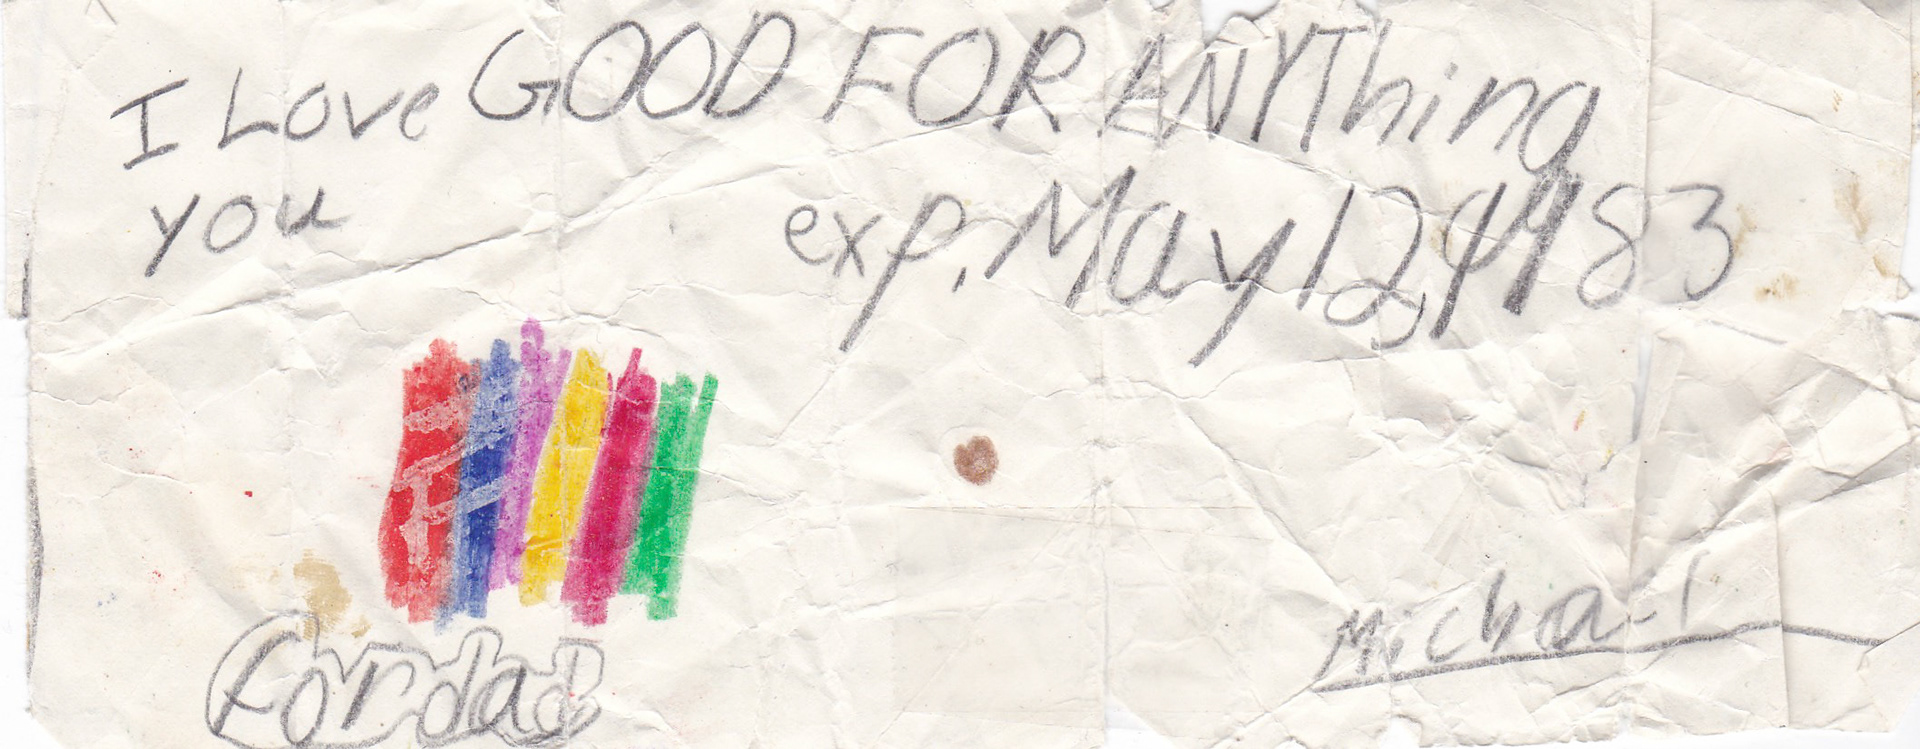 I Love
you
GOOD FOR ANYThing
exp. May 12, 1983
for dad
Michael